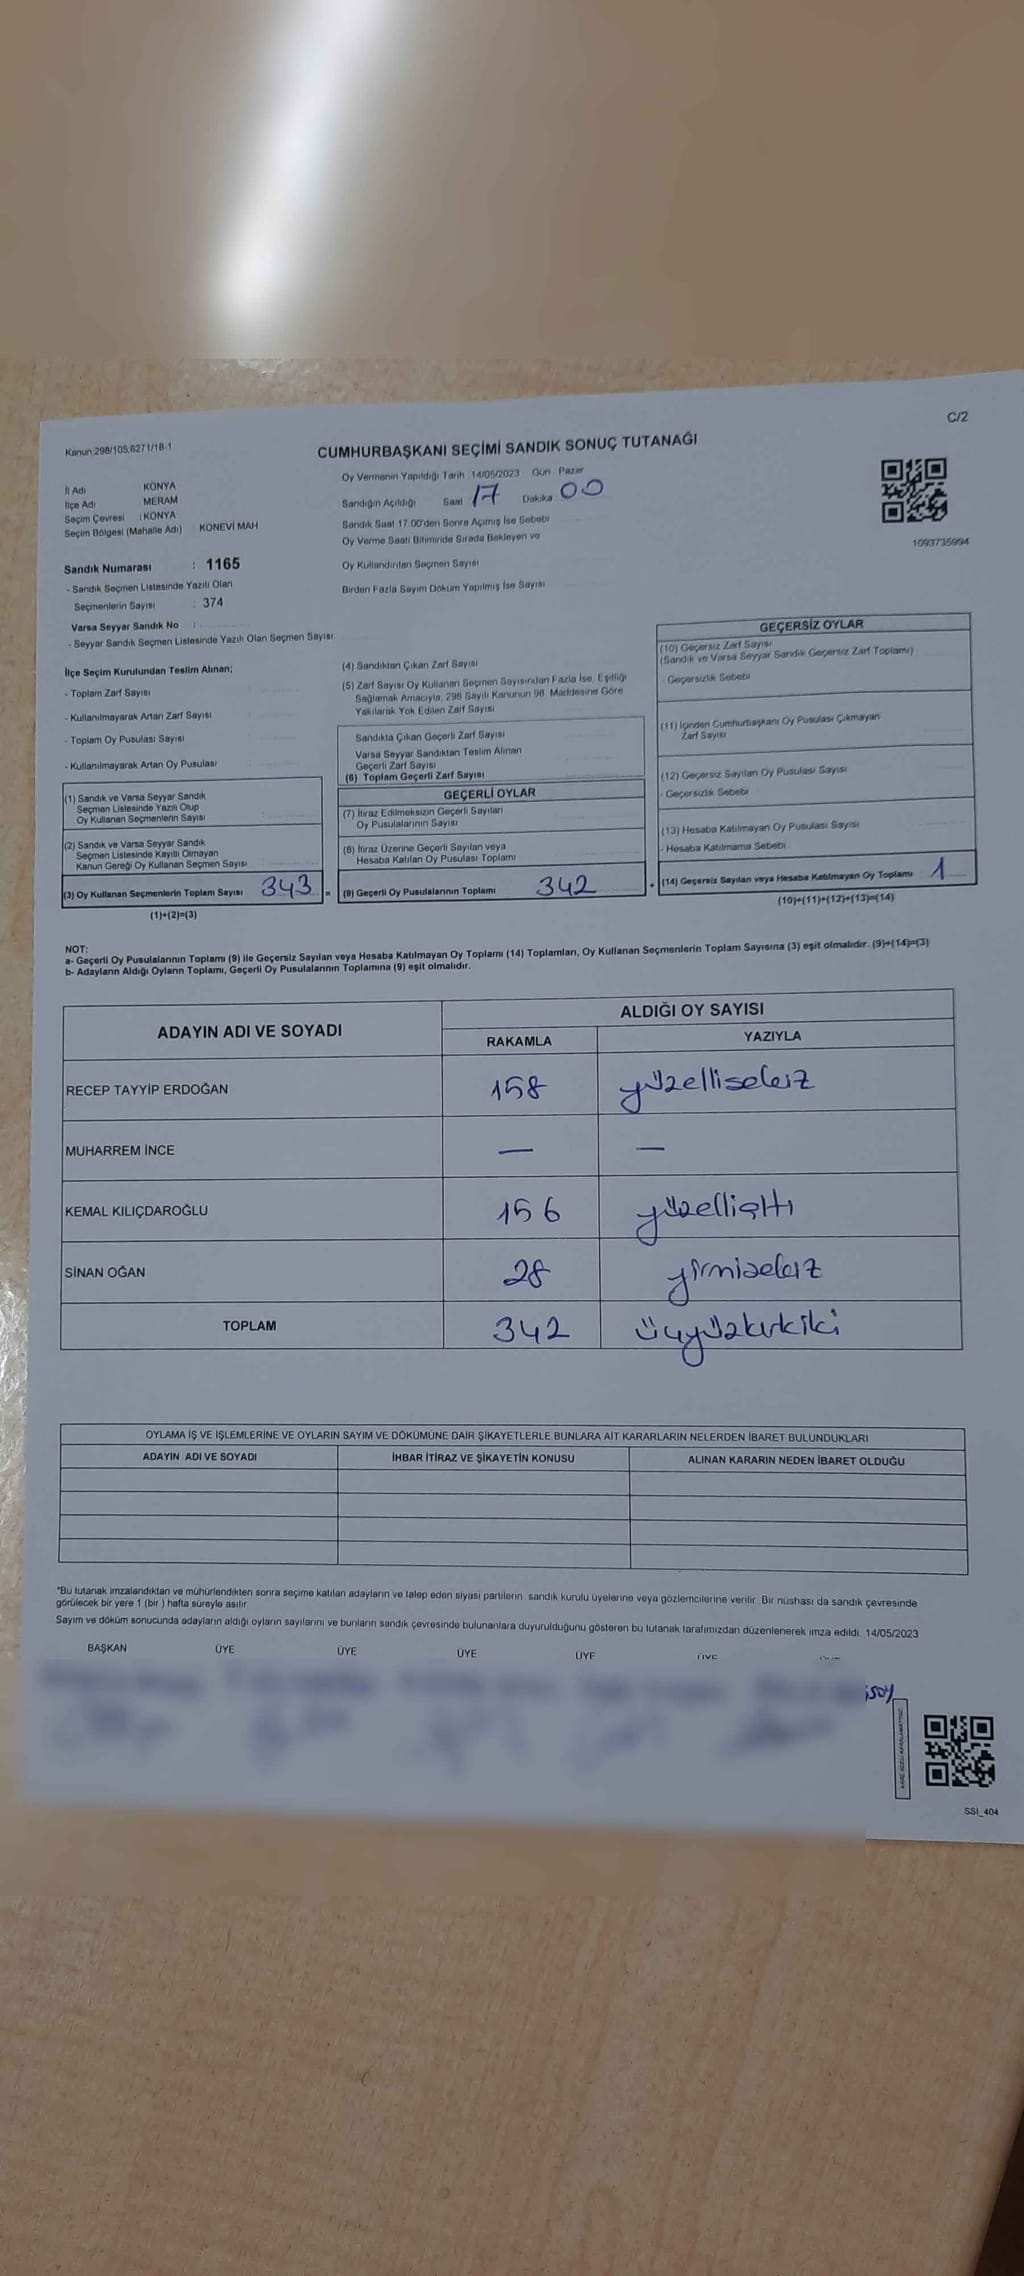 C/2
Kanun:298/105,6271/18-1
CUMHURBAŞKANI SEÇİMİ SANDIK SONUÇ TUTANAĞI
İl Adı KONYA
İlçe Adı MERAM
Seçim Çevresi : KONYA
Seçim Bölgesi (Mahalle Adı) KONEVİ MAH
Oy Vermenin Yapıldığı Tarih 14/05/2023 Gün Pazar
Sandığın Açıldığı Saat 17 Dakika 00
Sandık Saat 17:00'den Sonra Açımış İse Sebebi
Oy Verme Saati Bitiminde Sırada Bekleyen ve
Oy Kullandırılan Seçmen Sayısı
Birden Fazla Sayım Döküm Yapılmış İse Sayısı
1093735994
Sandık Numarası : 1165
- Sandık Seçmen Listesinde Yazılı Olan
Seçmenlerin Sayısı : 374
Varsa Seyyar Sandık No :
- Seyyar Sandık Seçmen Listesinde Yazılı Olan Seçmen Sayısı:
İlçe Seçim Kurulundan Teslim Alınan;
- Toplam Zarf Sayısı
- Kullanılmayarak Artan Zarf Sayısı
- Toplam Oy Pusulası Sayısı
- Kullanılmayarak Artan Oy Pusulası
(1) Sandık ve Varsa Seyyar Sandık
Seçmen Listesinde Yazılı Olup
Oy Kullanan Seçmenlerin Sayısı
(2) Sandık ve Varsa Seyyar Sandık
Seçmen Listesinde Kayıtlı Olmayan
Kanun Gereği Oy Kullanan Seçmen Sayısı
(3) Oy Kullanan Seçmenlerin Toplam Sayısı 343 =
(1)+(2)=(3)
(4) Sandıktan Çıkan Zarf Sayısı
(5) Zarf Sayısı Oy Kullanan Seçmen Sayısından Fazla İse, Eşitliği
Sağlamak Amacıyla, 298 Sayılı Kanunun 98. Maddesine Göre
Yakılarak Yok Edilen Zarf Sayısı
Sandıkta Çıkan Geçerli Zarf Sayısı
Varsa Seyyar Sandıktan Teslim Alınan
Geçerli Zarf Sayısı
(6) Toplam Geçerli Zarf Sayısı
GEÇERLİ OYLAR
(7) İtiraz Edilmeksizin Geçerli Sayılan
Oy Pusulalarının Sayısı
(8) İtiraz Üzerine Geçerli Sayılan veya
Hesaba Katılan Oy Pusulası Toplamı
(9) Geçerli Oy Pusulalarının Toplamı 342 +
GEÇERSİZ OYLAR
(10) Geçersiz Zarf Sayısı
(Sandık ve Varsa Seyyar Sandık Geçersiz Zarf Toplamı)
- Geçersizlik Sebebi
(11) İçinden Cumhurbaşkanı Oy Pusulası Çıkmayan
Zarf Sayısı
(12) Geçersiz Sayılan Oy Pusulası Sayısı
- Geçersizlik Sebebi
(13) Hesaba Katılmayan Oy Pusulası Sayısı
- Hesaba Katılmama Sebebi
(14) Geçersiz Sayılan veya Hesaba Katılmayan Oy Toplamı 1
(10)+(11)+(12)+(13)=(14)
NOT:
a- Geçerli Oy Pusulalarının Toplamı (9) ile Geçersiz Sayılan veya Hesaba Katılmayan Oy Toplamı (14) Toplamları, Oy Kullanan Seçmenlerin Toplam Sayısına (3) eşit olmalıdır. (9)+(14)=(3)
b- Adayların Aldığı Oyların Toplamı, Geçerli Oy Pusulalarının Toplamına (9) eşit olmalıdır.
ADAYIN ADI VE SOYADI ALDIĞI OY SAYISI
RAKAMLA YAZIYLA
RECEP TAYYİP ERDOĞAN 158 yüzellisekiz
MUHARREM İNCE — —
KEMAL KILIÇDAROĞLU 156 yüzellialtı
SİNAN OĞAN 28 yirmisekiz
TOPLAM 342 üçyüzkırkiki
OYLAMA İŞ VE İŞLEMLERİNE VE OYLARIN SAYIM VE DÖKÜMÜNE DAİR ŞİKAYETLERLE BUNLARA AİT KARARLARIN NELERDEN İBARET BULUNDUKLARI
ADAYIN ADI VE SOYADI İHBAR İTİRAZ VE ŞİKAYETİN KONUSU ALINAN KARARIN NEDEN İBARET OLDUĞU
*Bu tutanak imzalandıktan ve mühürlendikten sonra seçime katılan adayların ve talep eden siyasi partilerin sandık kurulu üyelerine veya gözlemcilerine verilir. Bir nüshası da sandık çevresinde
görülecek bir yere 1 (bir ) hafta süreyle asılır.
Sayım ve döküm sonucunda adayların aldığı oyların sayılarını ve bunların sandık çevresinde bulunanlara duyurulduğunu gösteren bu tutanak tarafımızdan düzenlenerek imza edildi. 14/05/2023
BAŞKAN ÜYE ÜYE ÜYE ÜYE ÜYE
SSI_404